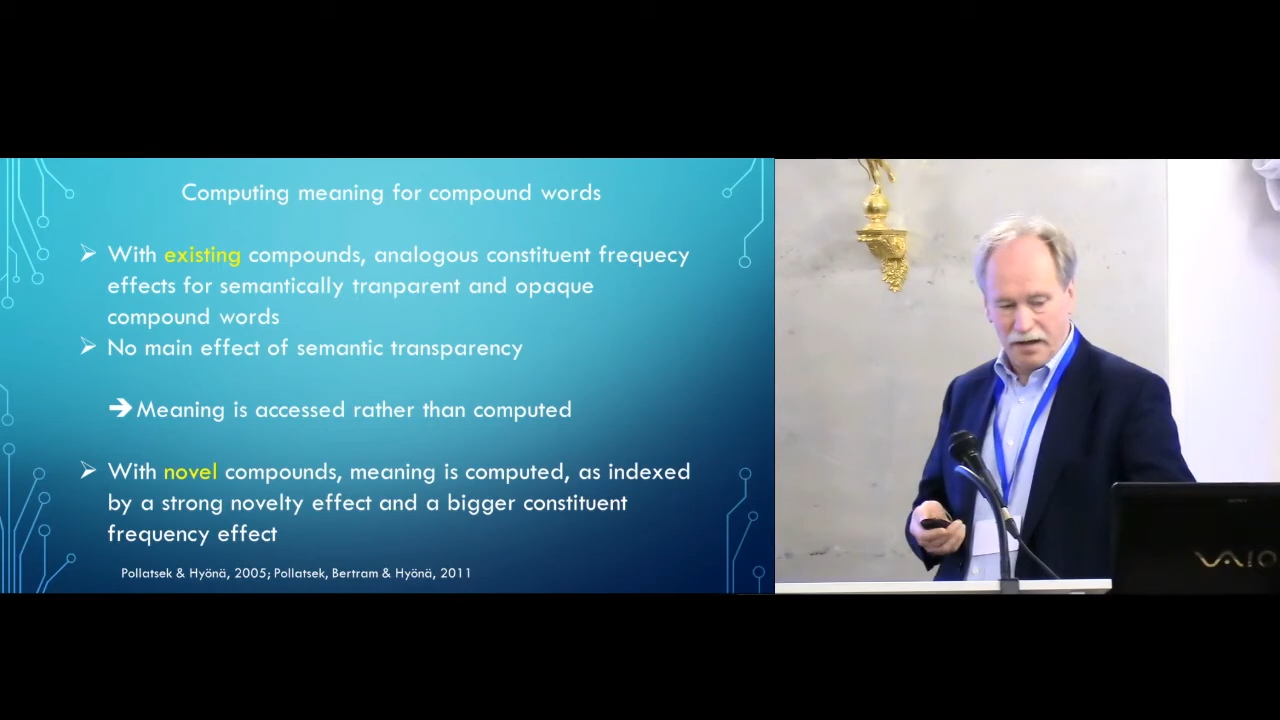 Computing meaning for compound words
➢ With existing compounds, analogous constituent frequecy
effects for semantically tranparent and opaque
compound words
➢ No main effect of semantic transparency
➔ Meaning is accessed rather than computed
➢ With novel compounds, meaning is computed, as indexed
by a strong novelty effect and a bigger constituent
frequency effect
Pollatsek & Hyönä, 2005; Pollatsek, Bertram & Hyönä, 2011
SONY
VAIO